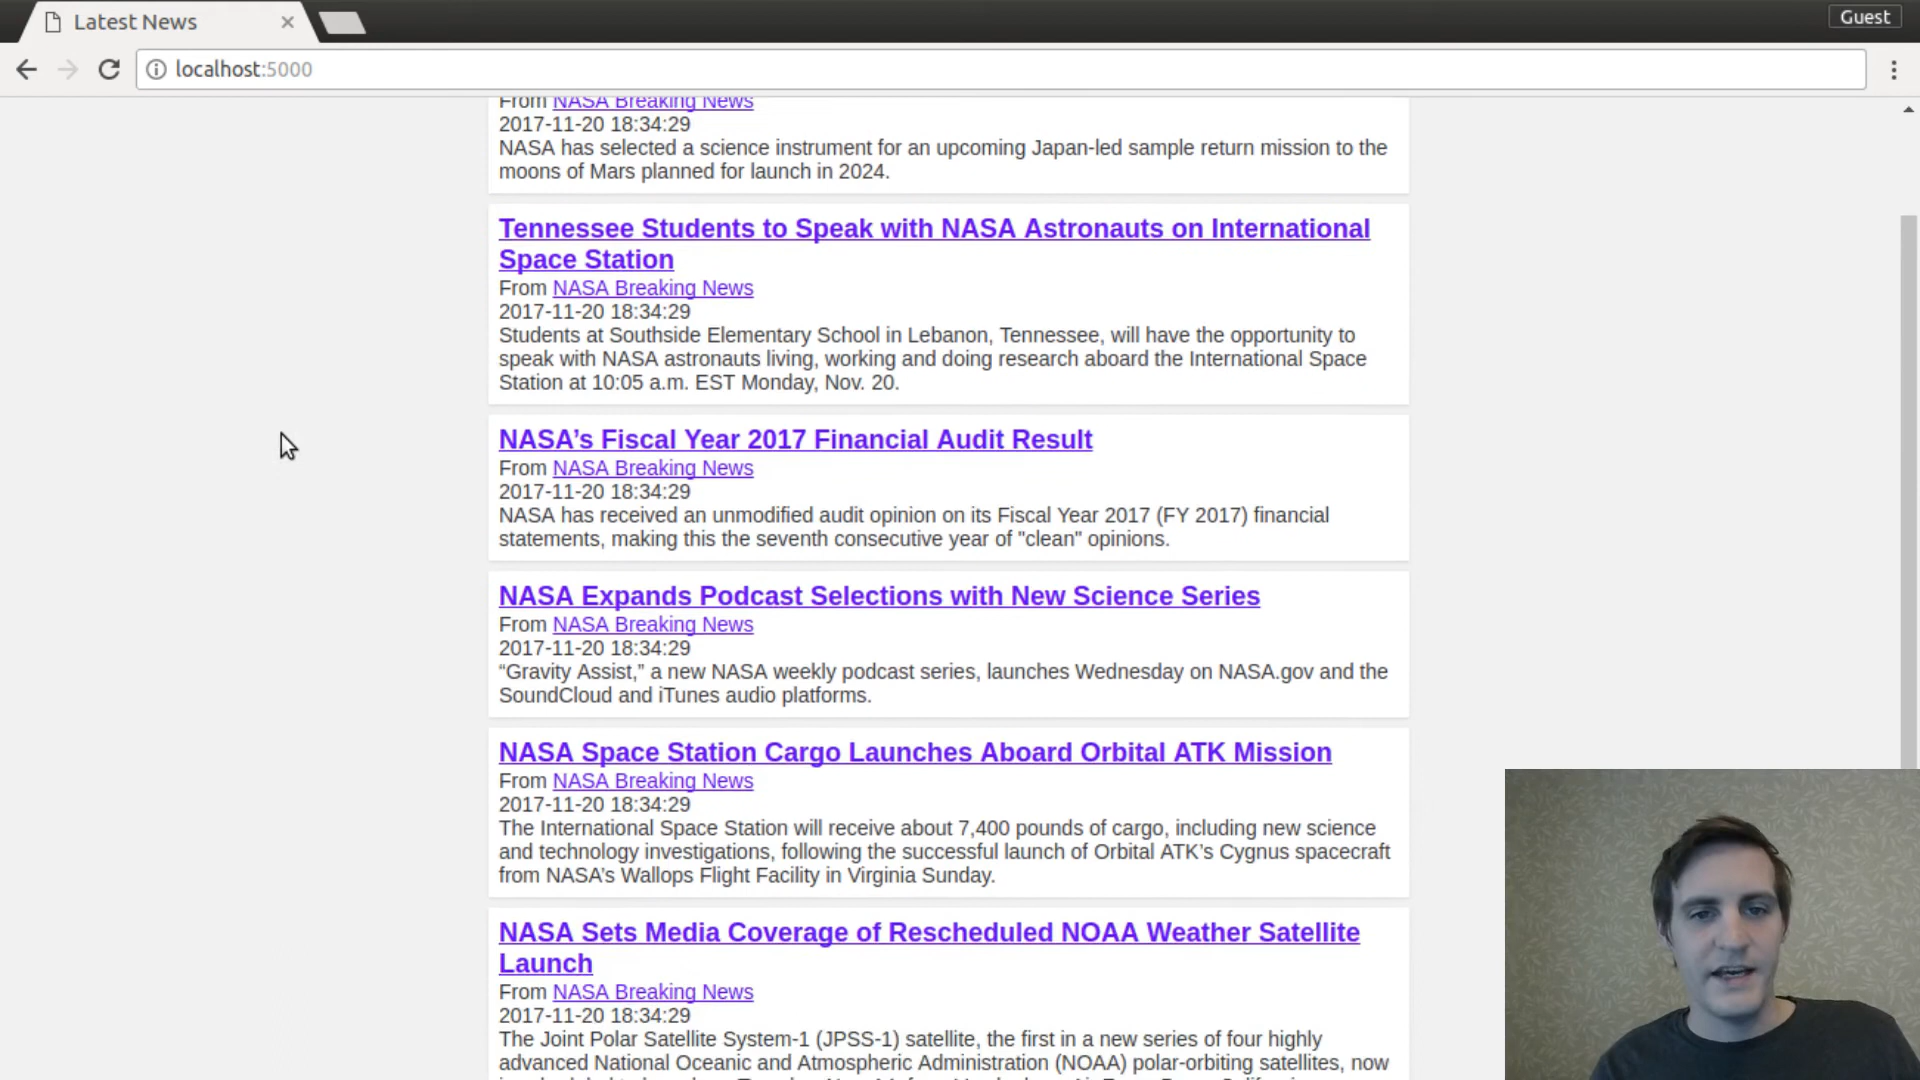 Latest News
Guest
localhost:5000
From NASA Breaking News
2017-11-20 18:34:29
NASA has selected a science instrument for an upcoming Japan-led sample return mission to the
moons of Mars planned for launch in 2024.
Tennessee Students to Speak with NASA Astronauts on International
Space Station
From NASA Breaking News
2017-11-20 18:34:29
Students at Southside Elementary School in Lebanon, Tennessee, will have the opportunity to
speak with NASA astronauts living, working and doing research aboard the International Space
Station at 10:05 a.m. EST Monday, Nov. 20.
NASA’s Fiscal Year 2017 Financial Audit Result
From NASA Breaking News
2017-11-20 18:34:29
NASA has received an unmodified audit opinion on its Fiscal Year 2017 (FY 2017) financial
statements, making this the seventh consecutive year of "clean" opinions.
NASA Expands Podcast Selections with New Science Series
From NASA Breaking News
2017-11-20 18:34:29
“Gravity Assist,” a new NASA weekly podcast series, launches Wednesday on NASA.gov and the
SoundCloud and iTunes audio platforms.
NASA Space Station Cargo Launches Aboard Orbital ATK Mission
From NASA Breaking News
2017-11-20 18:34:29
The International Space Station will receive about 7,400 pounds of cargo, including new science
and technology investigations, following the successful launch of Orbital ATK’s Cygnus spacecraft
from NASA’s Wallops Flight Facility in Virginia Sunday.
NASA Sets Media Coverage of Rescheduled NOAA Weather Satellite
Launch
From NASA Breaking News
2017-11-20 18:34:29
The Joint Polar Satellite System-1 (JPSS-1) satellite, the first in a new series of four highly
advanced National Oceanic and Atmospheric Administration (NOAA) polar-orbiting satellites, now